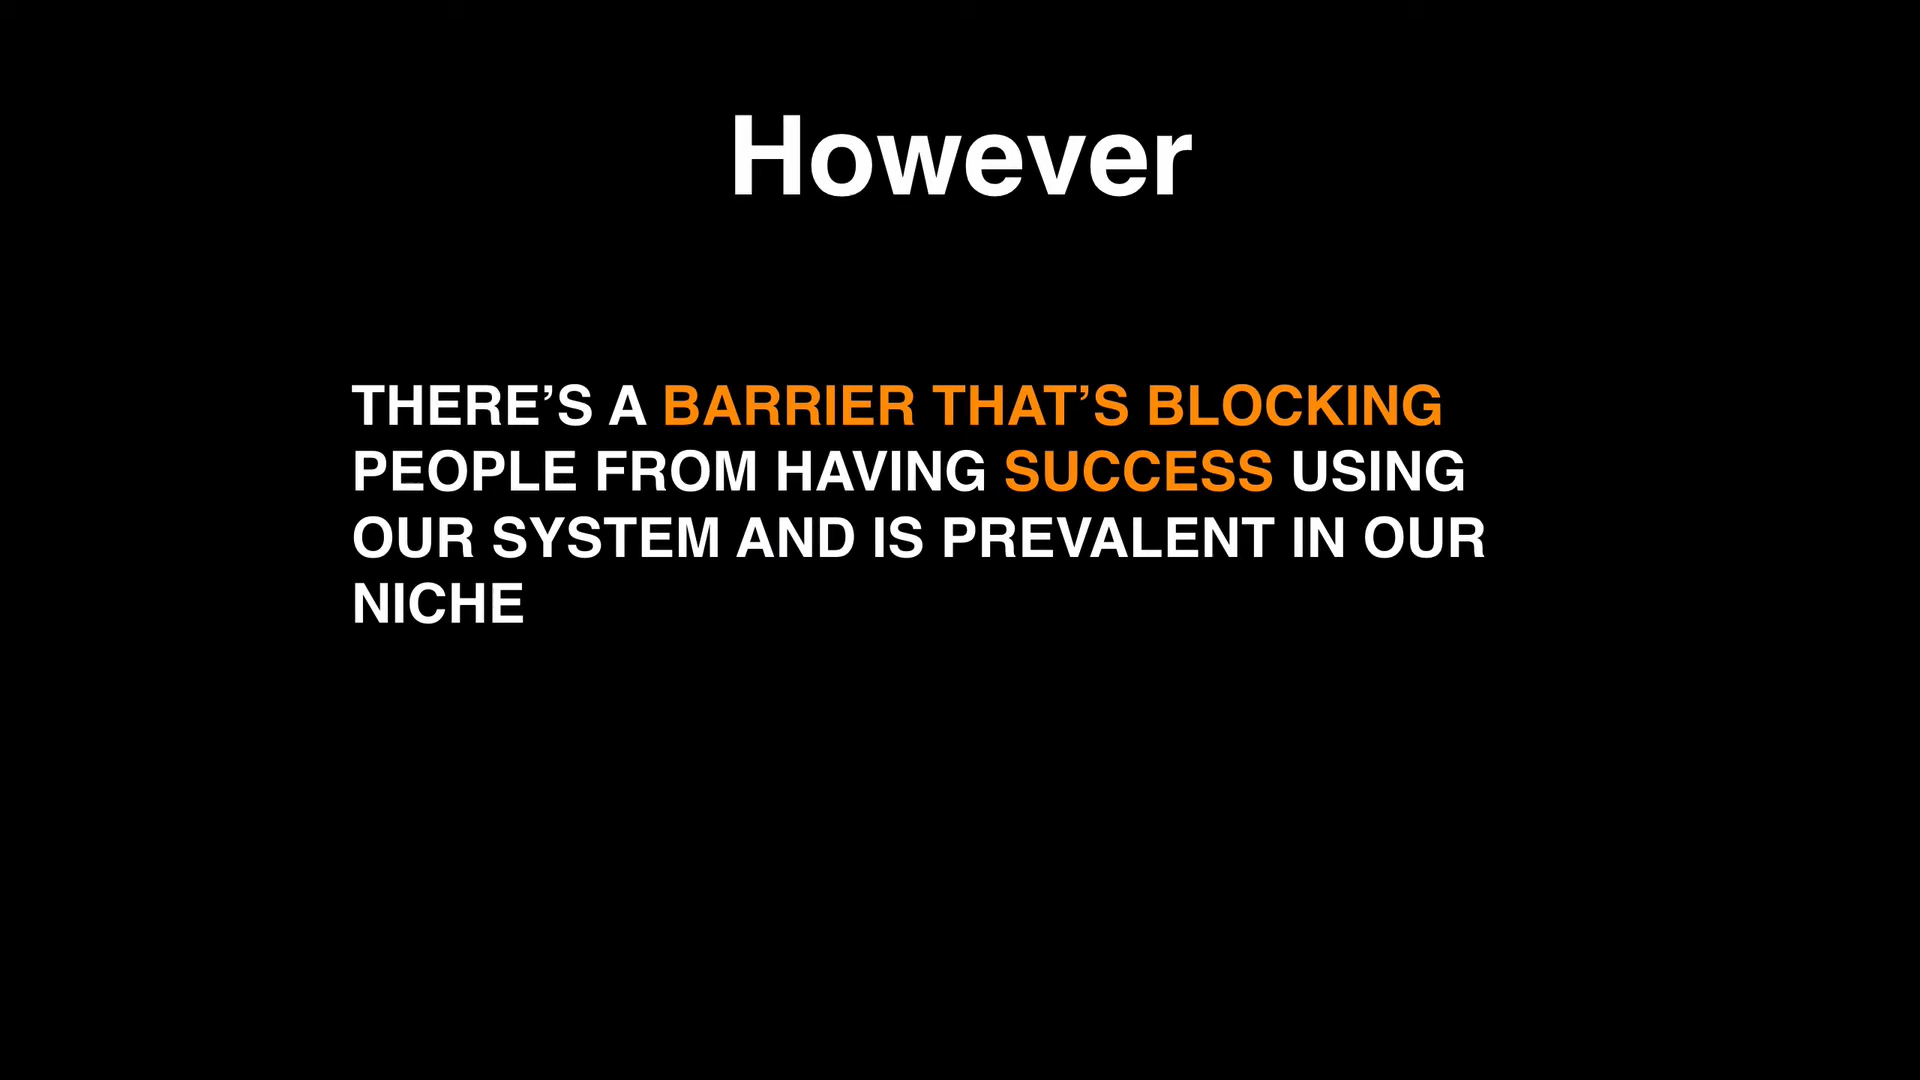 However
THERE’S A BARRIER THAT’S BLOCKING
PEOPLE FROM HAVING SUCCESS USING
OUR SYSTEM AND IS PREVALENT IN OUR
NICHE